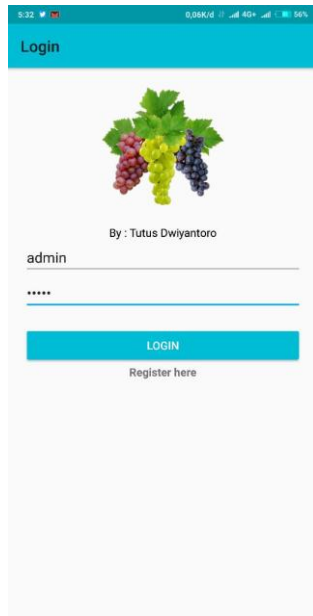 5:32 0,06K/d 4G+ 56%
Login
By : Tutus Dwiyantoro
admin
•••••
LOGIN
Register here